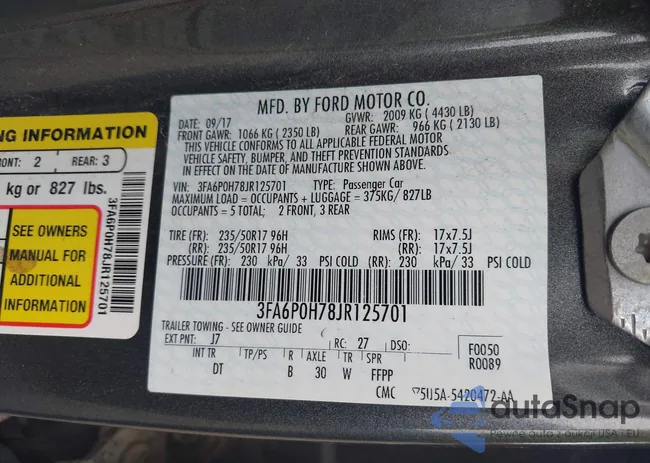 NG INFORMATION
RONT: 2 REAR: 3
kg or 827 lbs.
SEE OWNERS
MANUAL FOR
ADDITIONAL
INFORMATION
3FA6P0H78JR125701
MFD. BY FORD MOTOR CO.
DATE: 09/17 GVWR: 2009 KG ( 4430 LB)
FRONT GAWR: 1066 KG ( 2350 LB) REAR GAWR: 966 KG ( 2130 LB)
THIS VEHICLE CONFORMS TO ALL APPLICABLE FEDERAL MOTOR
VEHICLE SAFETY, BUMPER, AND THEFT PREVENTION STANDARDS
IN EFFECT ON THE DATE OF MANUFACTURE SHOWN ABOVE.
VIN: 3FA6P0H78JR125701 TYPE: Passenger Car
MAXIMUM LOAD = OCCUPANTS + LUGGAGE = 375KG/ 827LB
OCCUPANTS = 5 TOTAL; 2 FRONT, 3 REAR
TIRE (FR): 235/50R17 96H RIMS (FR): 17x7.5J
(RR): 235/50R17 96H (RR): 17x7.5J
PRESSURE (FR): 230 kPa/ 33 PSI COLD (RR): 230 kPa/ 33 PSI COLD
3FA6P0H78JR125701
TRAILER TOWING - SEE OWNER GUIDE
EXT PNT: J7 RC: 27 DSO: F0050
INT TR TP/PS R AXLE TR SPR R0089
DT B 30 W FFPP
CMC 5U5A-5420472-AA
autoSnap
Pewne auto z aukcji USA i EU